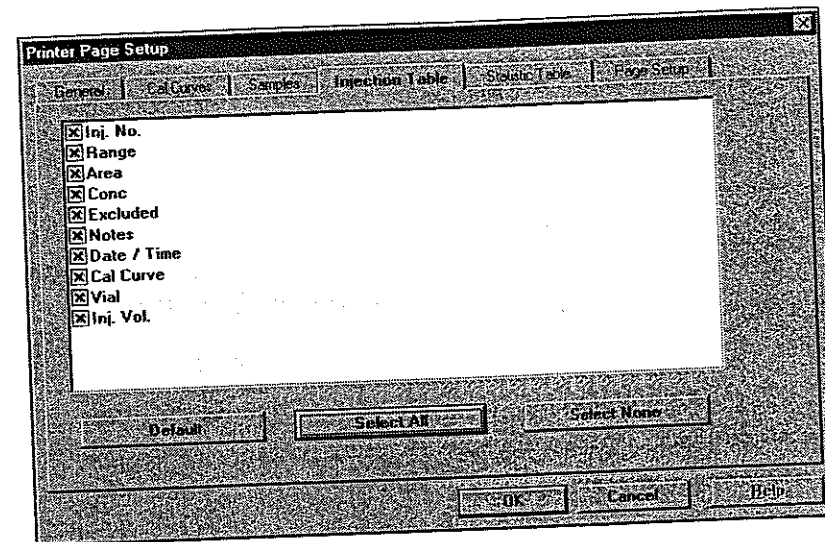 Printer Page Setup
General Cal Curves Samples Injection Table Statistic Table Page Setup
Inj. No.
Range
Area
Conc
Excluded
Notes
Date / Time
Cal Curve
Vial
Inj. Vol.
Default Select All Select None
OK Cancel Help